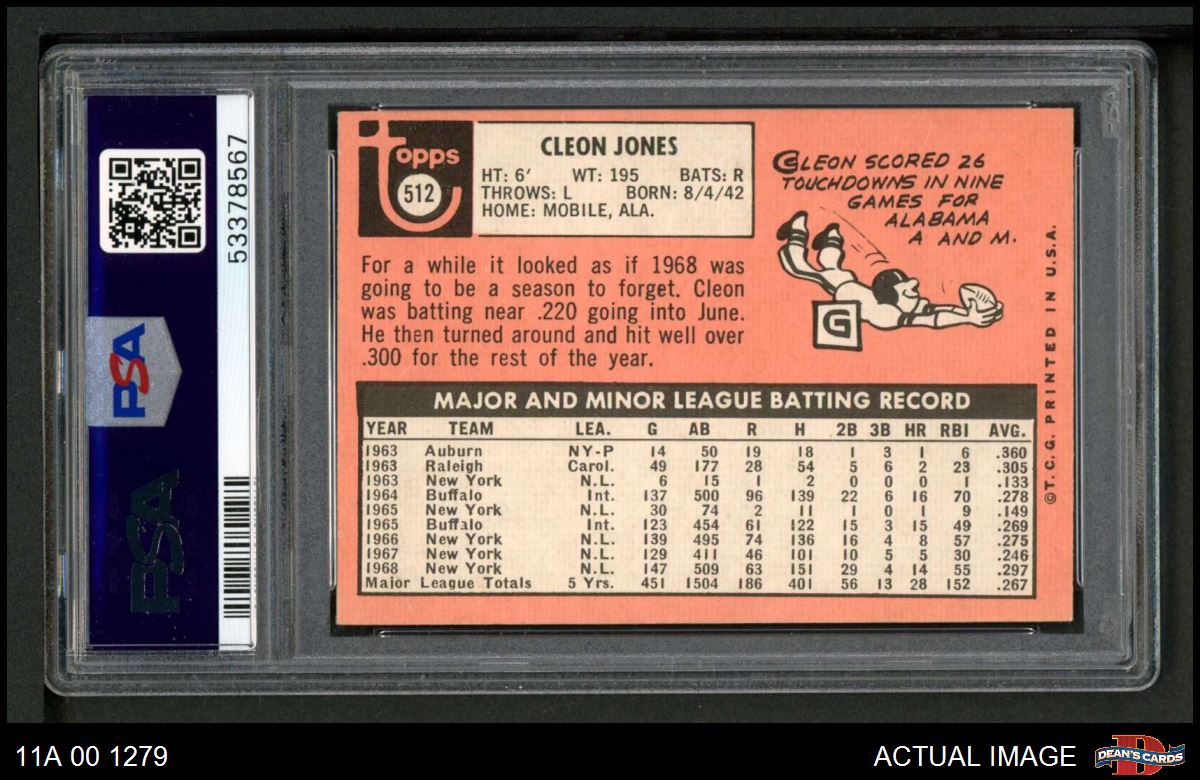 53378567
PSA
PSA
topps
512
CLEON JONES
HT: 6' WT: 195 BATS: R
THROWS: L BORN: 8/4/42
HOME: MOBILE, ALA.
For a while it looked as if 1968 was
going to be a season to forget. Cleon
was batting near .220 going into June.
He then turned around and hit well over
.300 for the rest of the year.
CLEON SCORED 26
TOUCHDOWNS IN NINE
GAMES FOR
ALABAMA
A AND M.
G
MAJOR AND MINOR LEAGUE BATTING RECORD
YEAR TEAM LEA. G AB R H 2B 3B HR RBI AVG.
1963 Auburn NY-P 14 50 19 18 1 3 1 6 .360
1963 Raleigh Carol. 49 177 28 54 5 6 2 23 .305
1963 New York N.L. 6 15 1 2 0 0 0 1 .133
1964 Buffalo Int. 137 500 96 139 22 6 16 70 .278
1965 New York N.L. 30 74 2 11 1 0 1 9 .149
1965 Buffalo Int. 123 454 61 122 15 3 15 49 .269
1966 New York N.L. 139 495 74 136 16 4 8 57 .275
1967 New York N.L. 129 411 46 101 10 5 5 30 .246
1968 New York N.L. 147 509 63 151 29 4 14 55 .297
Major League Totals 5 Yrs. 451 1504 186 401 56 13 28 152 .267
©T.C.G. PRINTED IN U.S.A.
11A 00 1279
ACTUAL IMAGE
D
DEAN'S CARDS